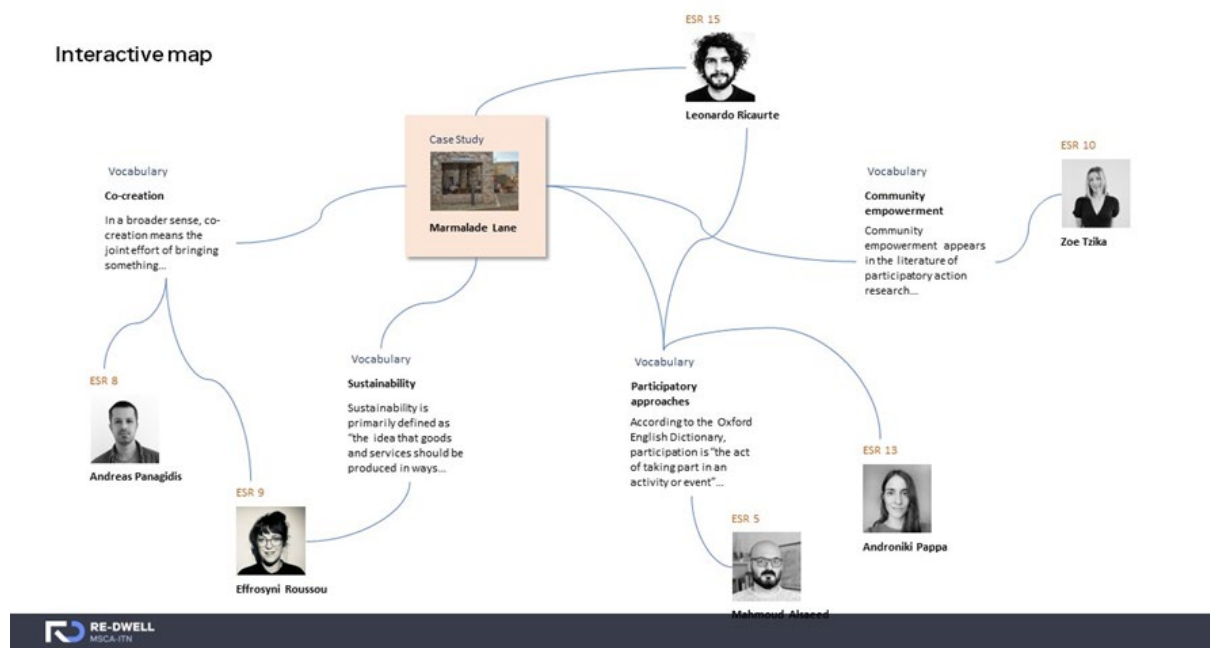 Interactive map
ESR 15
Leonardo Ricaurte
Case Study
Marmalade Lane
Vocabulary
Co-creation
In a broader sense, co-
creation means the
joint effort of bringing
something...
Vocabulary
Community
empowerment
Community
empowerment appears
in the literature of
participatory action
research...
ESR 10
Zoe Tzika
ESR 8
Andreas Panagidis
Vocabulary
Sustainability
Sustainability is
primarily defined as
"the idea that goods
and services should be
produced in ways...
Vocabulary
Participatory
approaches
According to the Oxford
English Dictionary,
participation is "the act
of taking part in an
activity or event"...
ESR 13
Androniki Pappa
ESR 9
Effrosyni Roussou
ESR 5
Mahmoud Alsaeed
RE-DWELL
MSCA-ITN